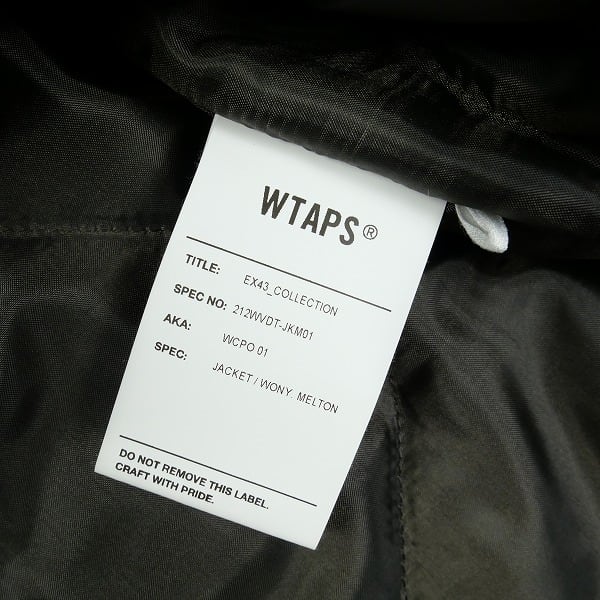 WTAPS®
TITLE: EX43_COLLECTION
SPEC NO: 212WVDT-JKM01
AKA: WCPO 01
SPEC: JACKET / WONY. MELTON
DO NOT REMOVE THIS LABEL.
CRAFT WITH PRIDE.